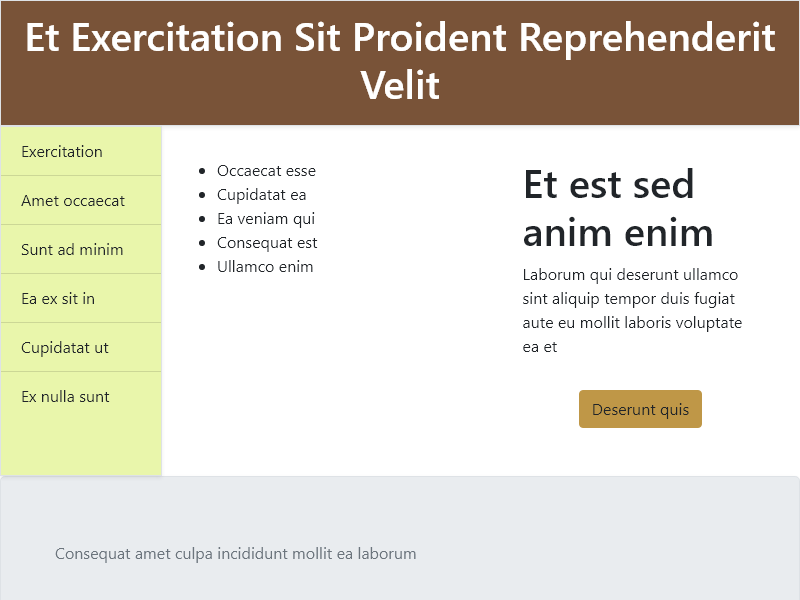 Et Exercitation Sit Proident Reprehenderit
Velit
Exercitation
Amet occaecat
Sunt ad minim
Ea ex sit in
Cupidatat ut
Ex nulla sunt
Occaecat esse
Cupidatat ea
Ea veniam qui
Consequat est
Ullamco enim
Et est sed
anim enim
Laborum qui deserunt ullamco
sint aliquip tempor duis fugiat
aute eu mollit laboris voluptate
ea et
Deserunt quis
Consequat amet culpa incididunt mollit ea laborum